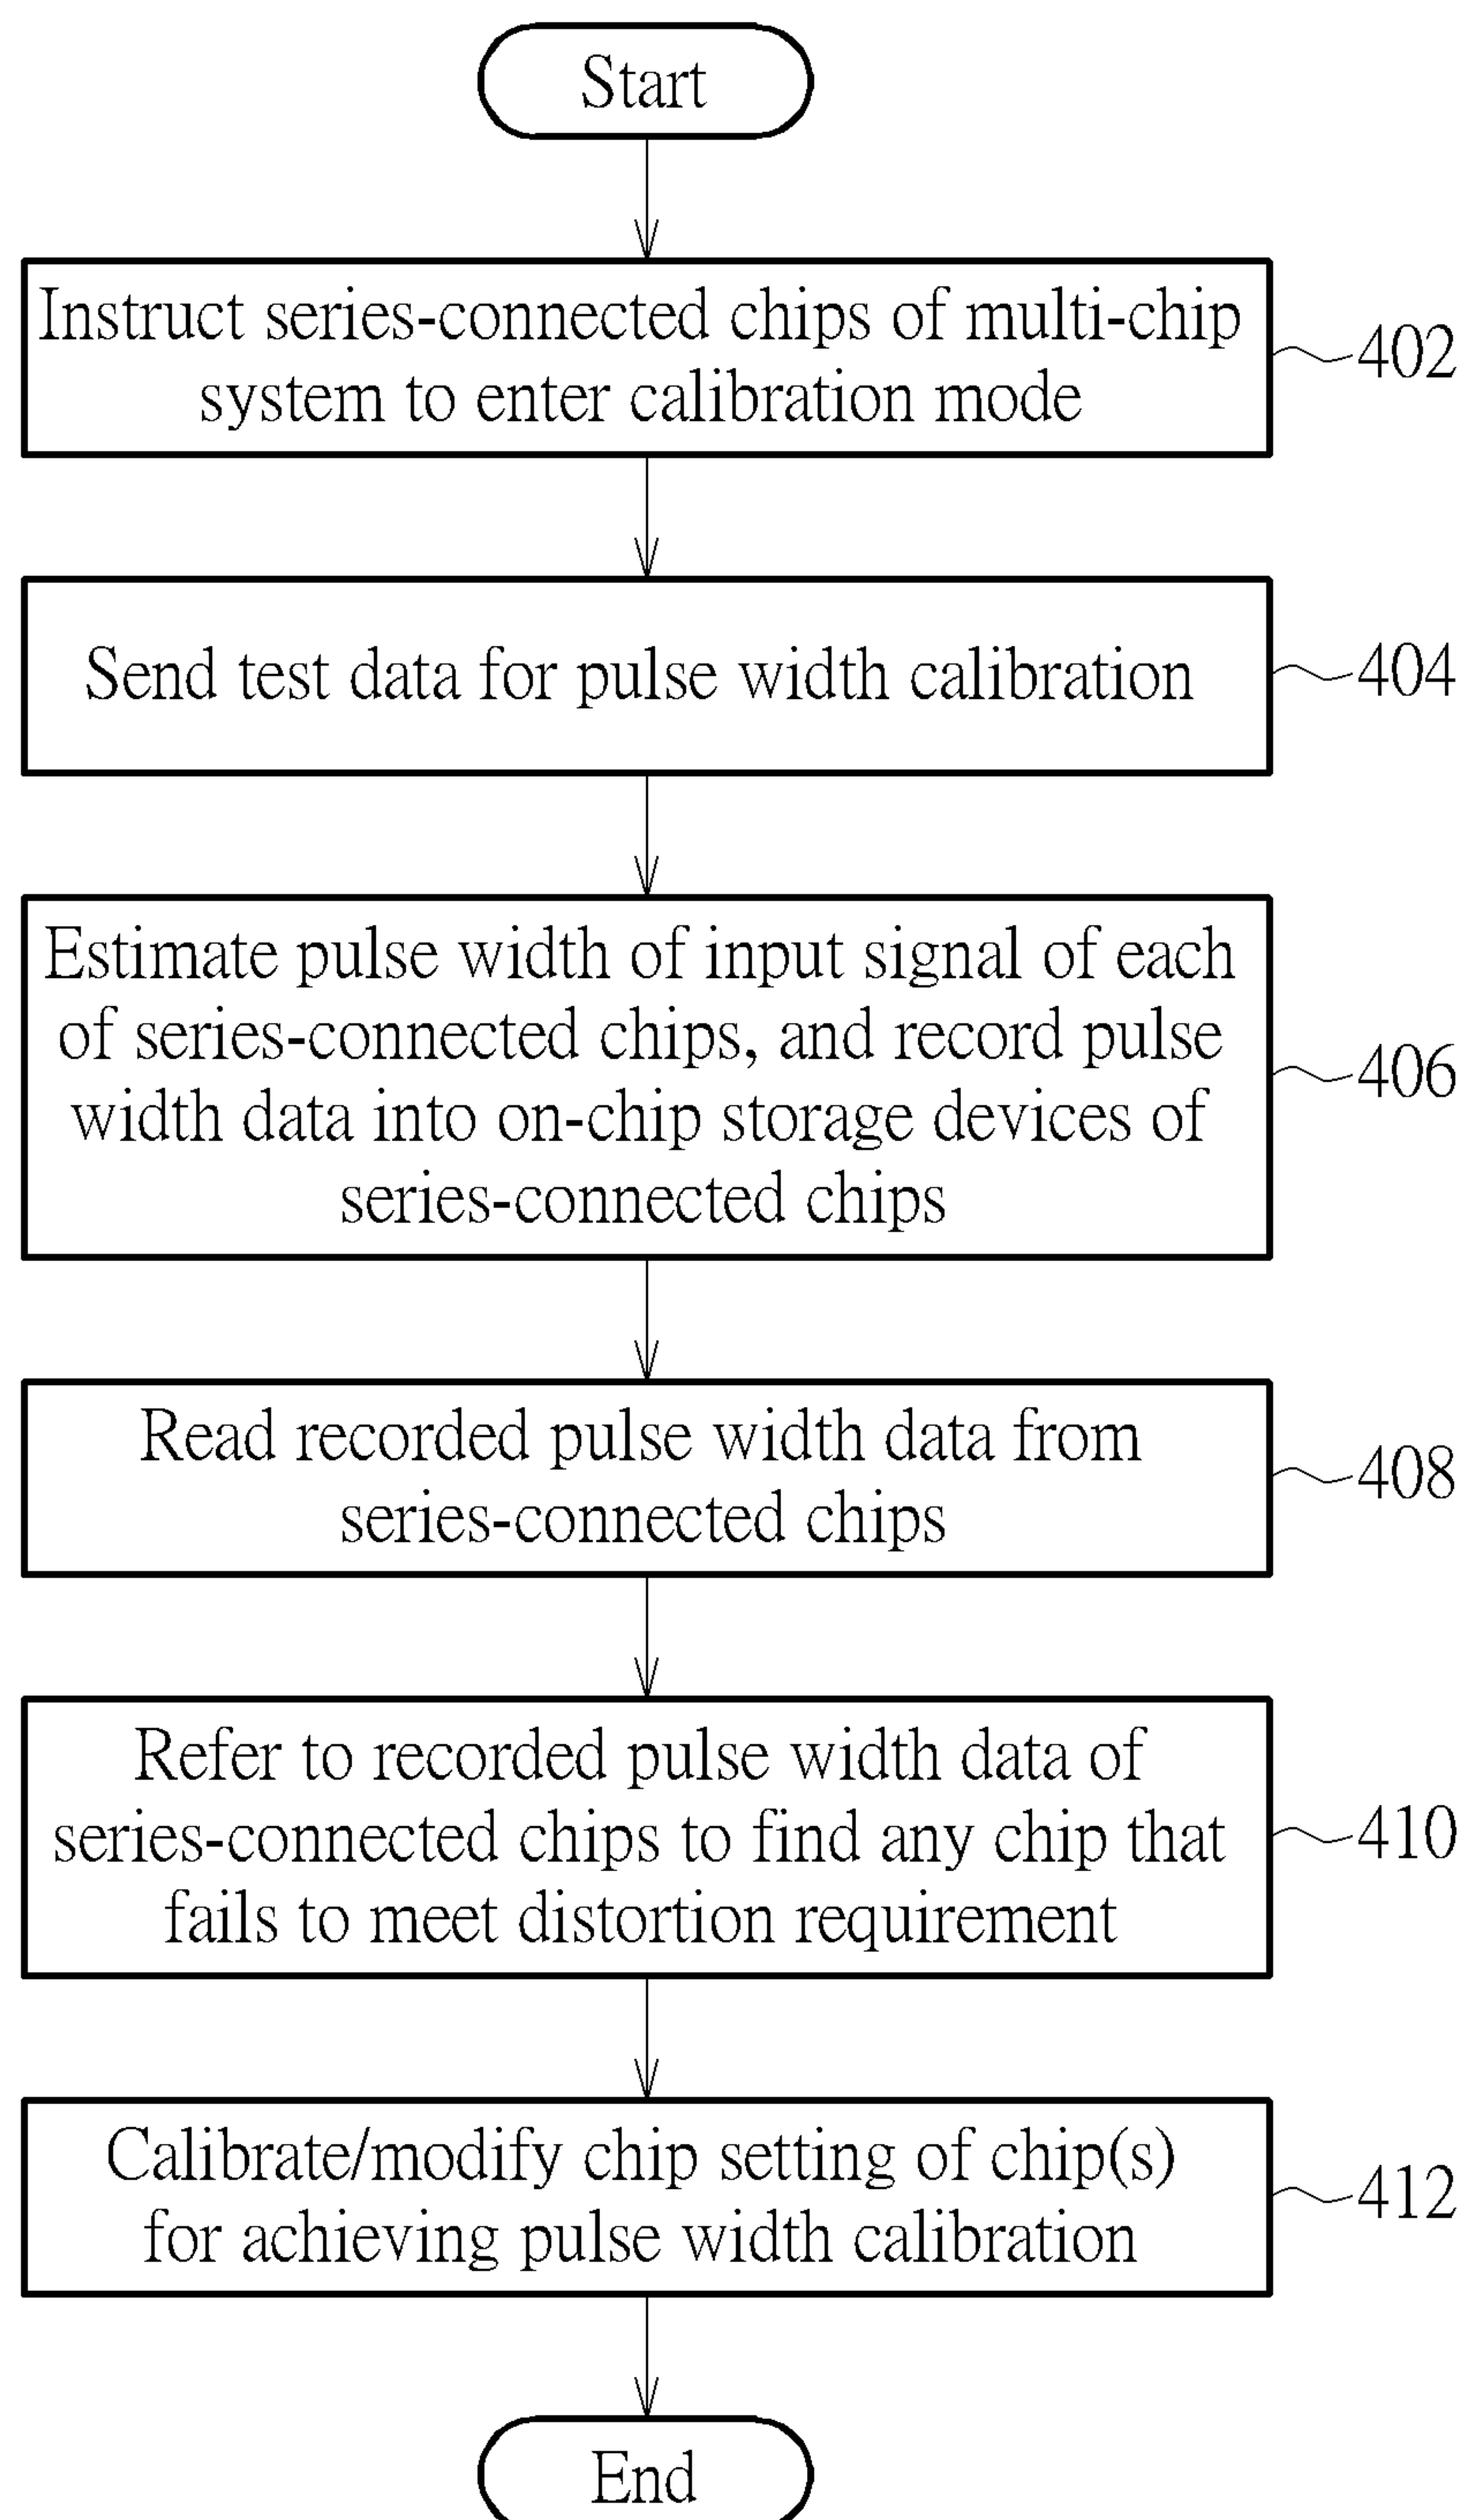 Start
Instruct series-connected chips of multi-chip
system to enter calibration mode
402
Send test data for pulse width calibration
404
Estimate pulse width of input signal of each
of series-connected chips, and record pulse
width data into on-chip storage devices of
series-connected chips
406
Read recorded pulse width data from
series-connected chips
408
Refer to recorded pulse width data of
series-connected chips to find any chip that
fails to meet distortion requirement
410
Calibrate/modify chip setting of chip(s)
for achieving pulse width calibration
412
End